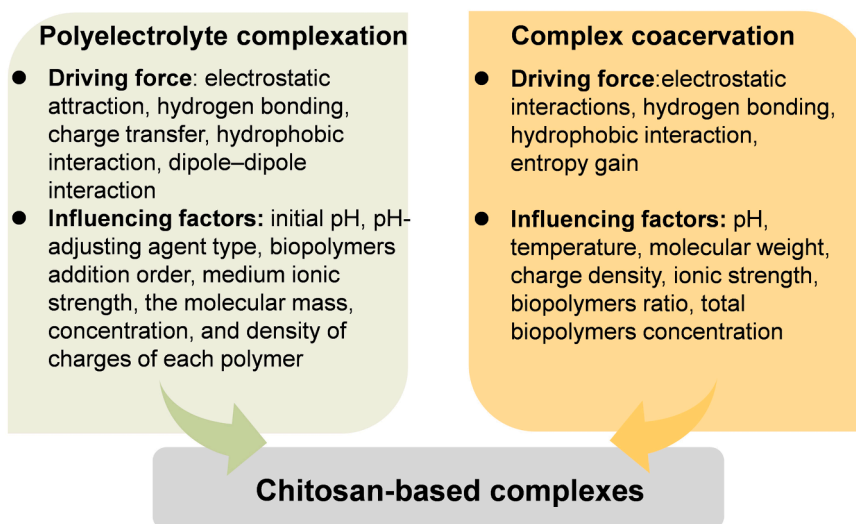 Polyelectrolyte complexation
● Driving force: electrostatic
attraction, hydrogen bonding,
charge transfer, hydrophobic
interaction, dipole–dipole
interaction
● Influencing factors: initial pH, pH-
adjusting agent type, biopolymers
addition order, medium ionic
strength, the molecular mass,
concentration, and density of
charges of each polymer
Complex coacervation
● Driving force:electrostatic
interactions, hydrogen bonding,
hydrophobic interaction,
entropy gain
● Influencing factors: pH,
temperature, molecular weight,
charge density, ionic strength,
biopolymers ratio, total
biopolymers concentration
Chitosan-based complexes